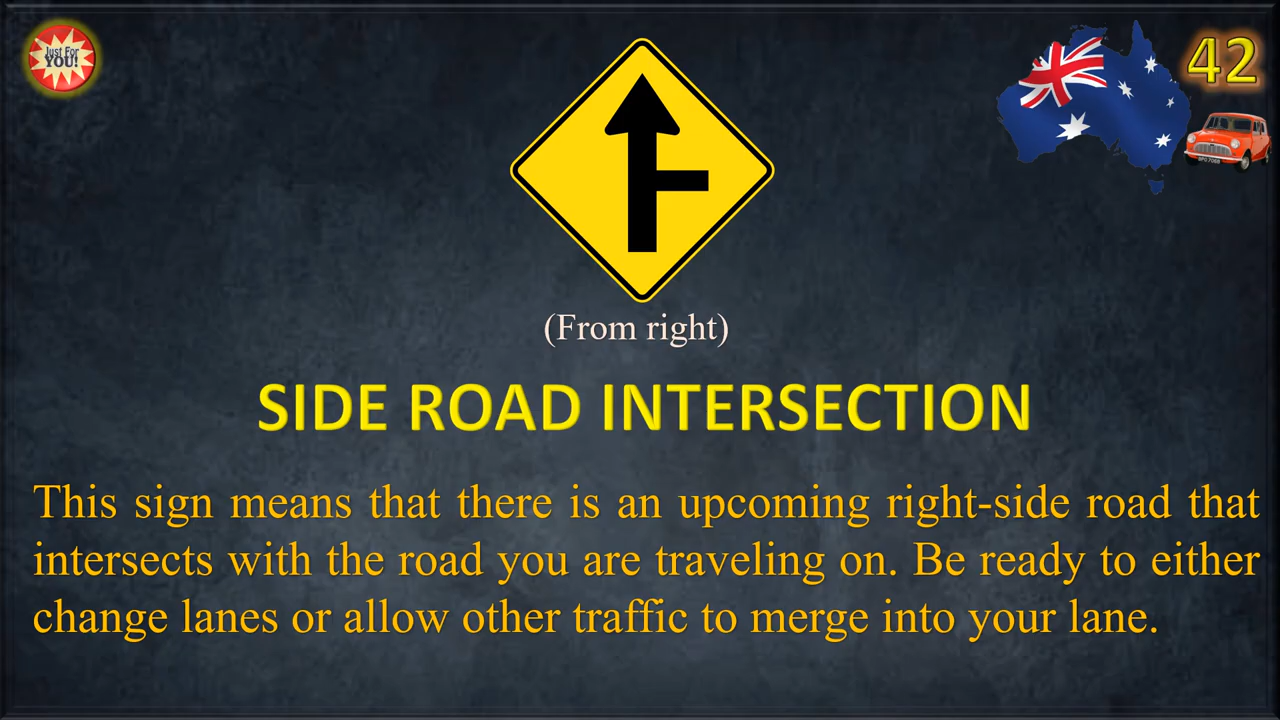 Just For
YOU!
42
(From right)
SIDE ROAD INTERSECTION
This sign means that there is an upcoming right-side road that
intersects with the road you are traveling on. Be ready to either
change lanes or allow other traffic to merge into your lane.